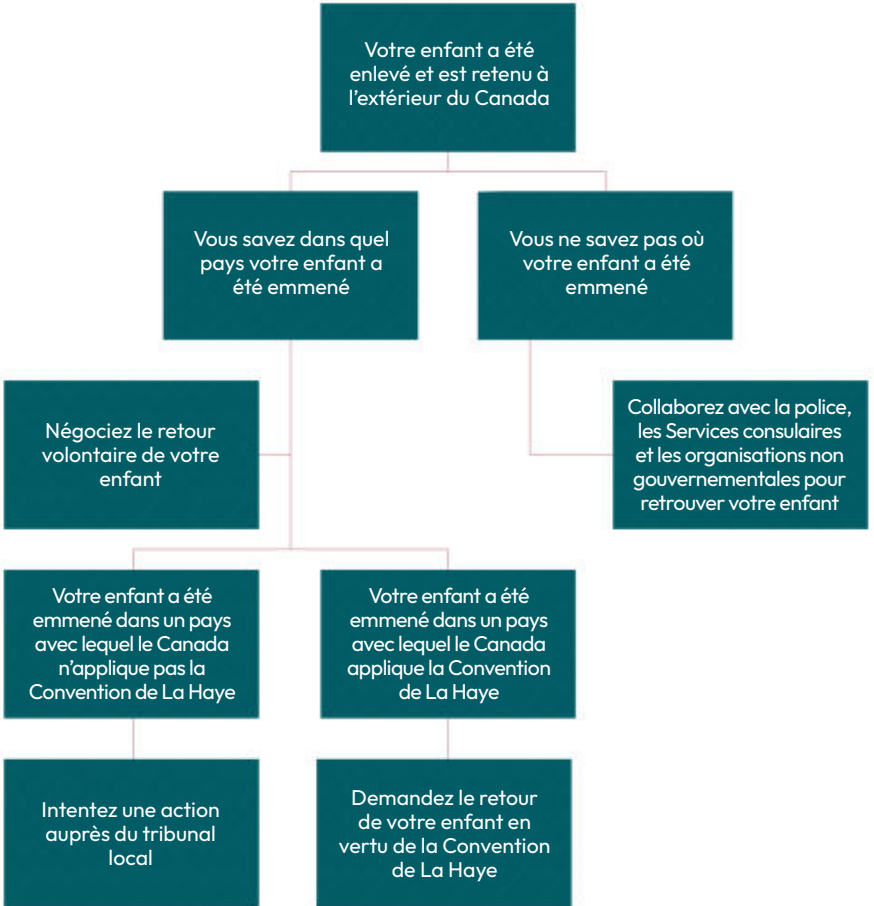 Votre enfant a été
enlevé et est retenu à
l'extérieur du Canada
Vous savez dans quel
pays votre enfant a
été emmené
Vous ne savez pas où
votre enfant a été
emmené
Négociez le retour
volontaire de votre
enfant
Collaborez avec la police,
les Services consulaires
et les organisations non
gouvernementales pour
retrouver votre enfant
Votre enfant a été
emmené dans un pays
avec lequel le Canada
n'applique pas la
Convention de La Haye
Votre enfant a été
emmené dans un pays
avec lequel le Canada
applique la Convention
de La Haye
Intentez une action
auprès du tribunal
local
Demandez le retour
de votre enfant en
vertu de la Convention
de La Haye